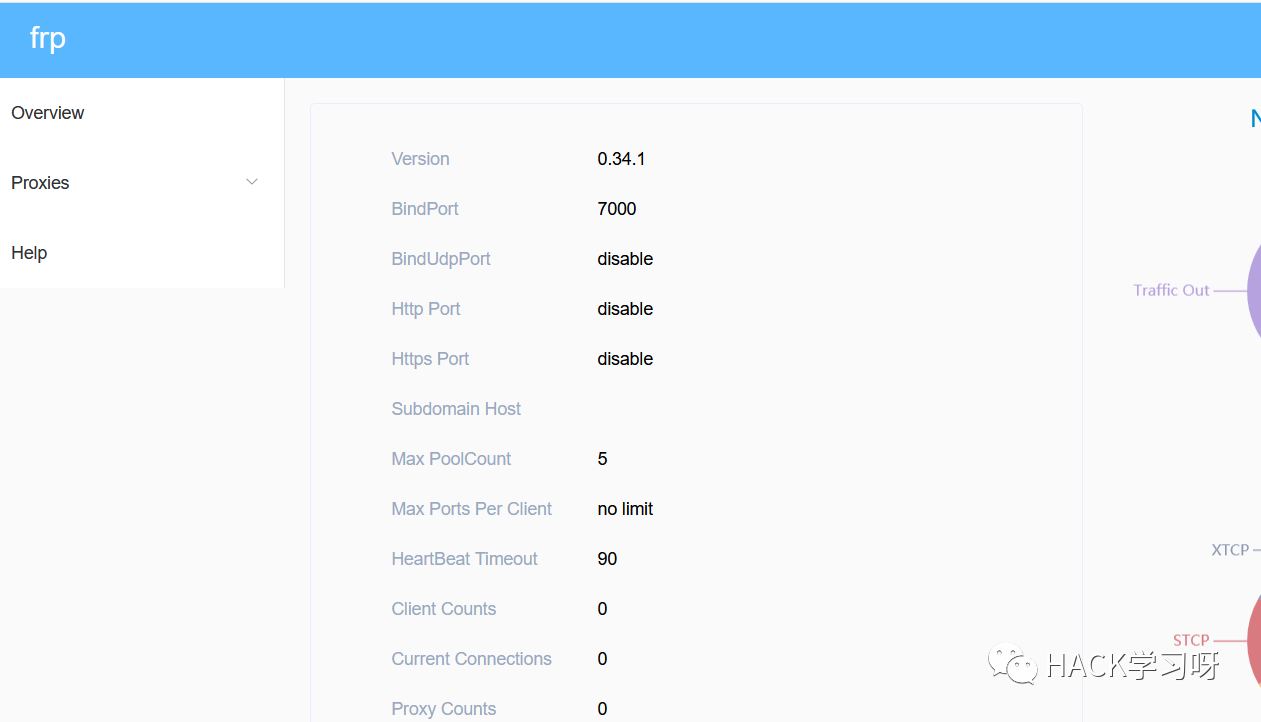 frp
Overview
Proxies
Help
Version 0.34.1
BindPort 7000
BindUdpPort disable
Http Port disable
Https Port disable
Subdomain Host
Max PoolCount 5
Max Ports Per Client no limit
HeartBeat Timeout 90
Client Counts 0
Current Connections 0
Proxy Counts 0
N
Traffic Out
XTCP
STCP
HACK学习呀